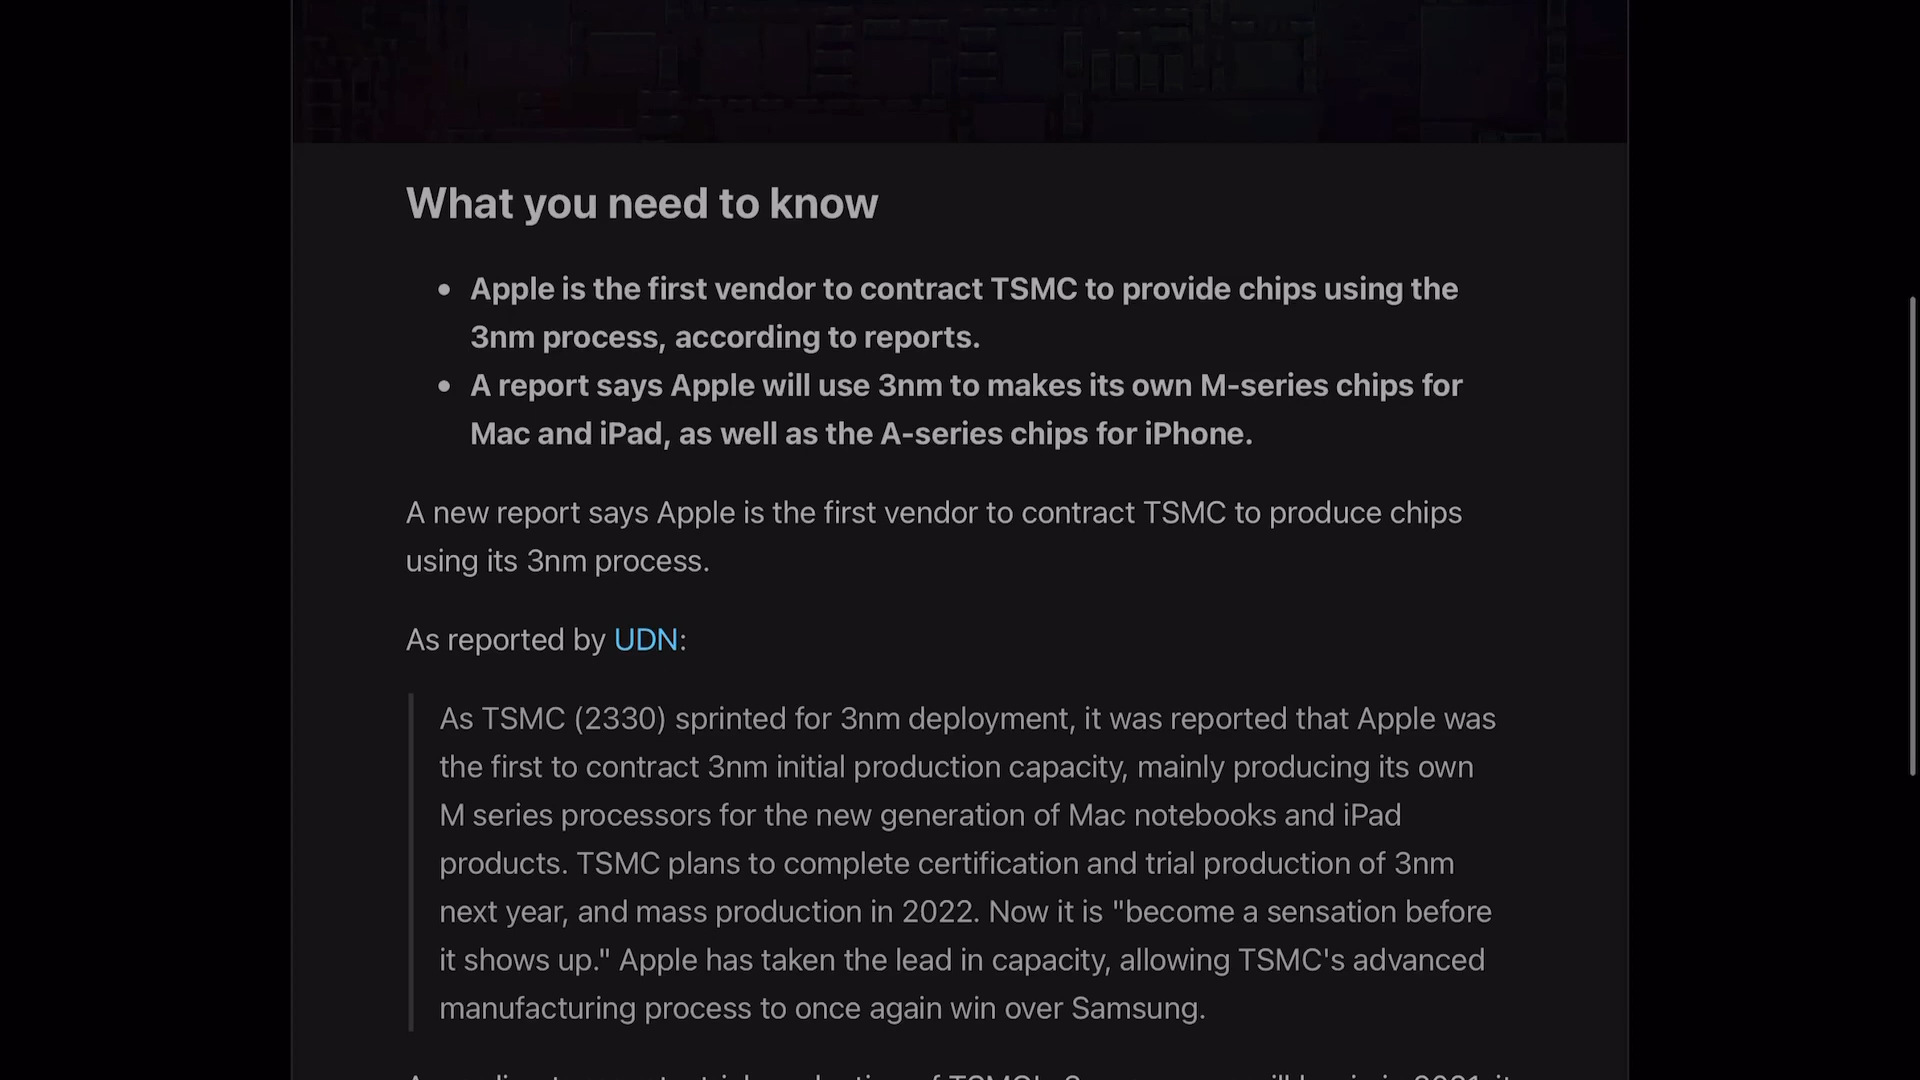 What you need to know
• Apple is the first vendor to contract TSMC to provide chips using the
3nm process, according to reports.
• A report says Apple will use 3nm to makes its own M-series chips for
Mac and iPad, as well as the A-series chips for iPhone.
A new report says Apple is the first vendor to contract TSMC to produce chips
using its 3nm process.
As reported by UDN:
As TSMC (2330) sprinted for 3nm deployment, it was reported that Apple was
the first to contract 3nm initial production capacity, mainly producing its own
M series processors for the new generation of Mac notebooks and iPad
products. TSMC plans to complete certification and trial production of 3nm
next year, and mass production in 2022. Now it is "become a sensation before
it shows up." Apple has taken the lead in capacity, allowing TSMC's advanced
manufacturing process to once again win over Samsung.